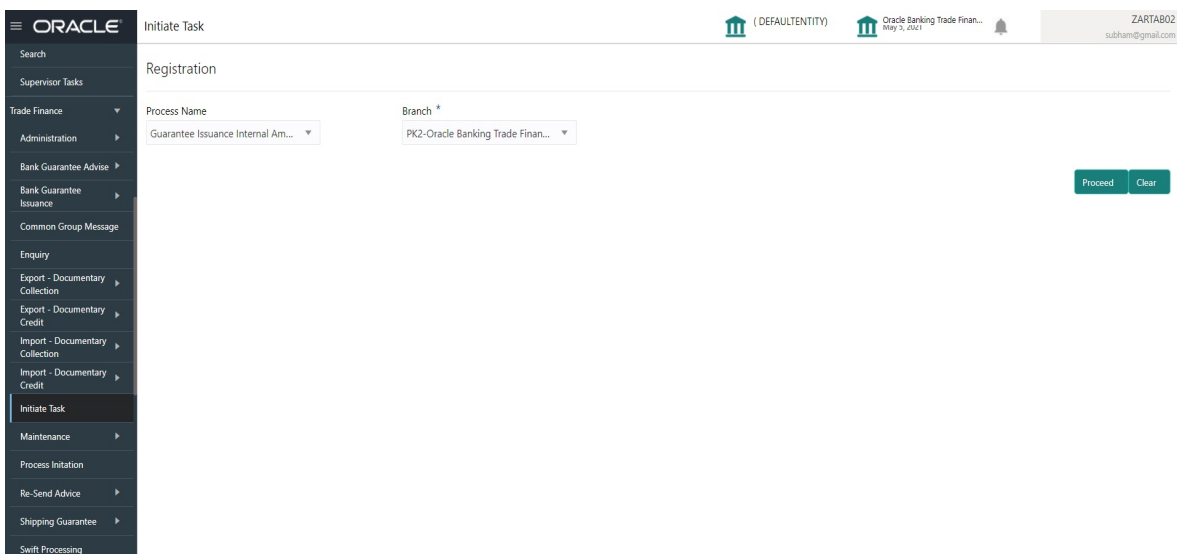 ORACLE
Initiate Task
( DEFAULTENTITY)
Oracle Banking Trade Finan...
May 5, 2021
ZARTAB02
subham@gmail.com
Search
Supervisor Tasks
Trade Finance
Administration
Bank Guarantee Advise
Bank Guarantee
Issuance
Common Group Message
Enquiry
Export - Documentary
Collection
Export - Documentary
Credit
Import - Documentary
Collection
Import - Documentary
Credit
Initiate Task
Maintenance
Process Initation
Re-Send Advice
Shipping Guarantee
Swift Processing
Registration
Process Name
Branch *
Guarantee Issuance Internal Am...
PK2-Oracle Banking Trade Finan...
Proceed
Clear